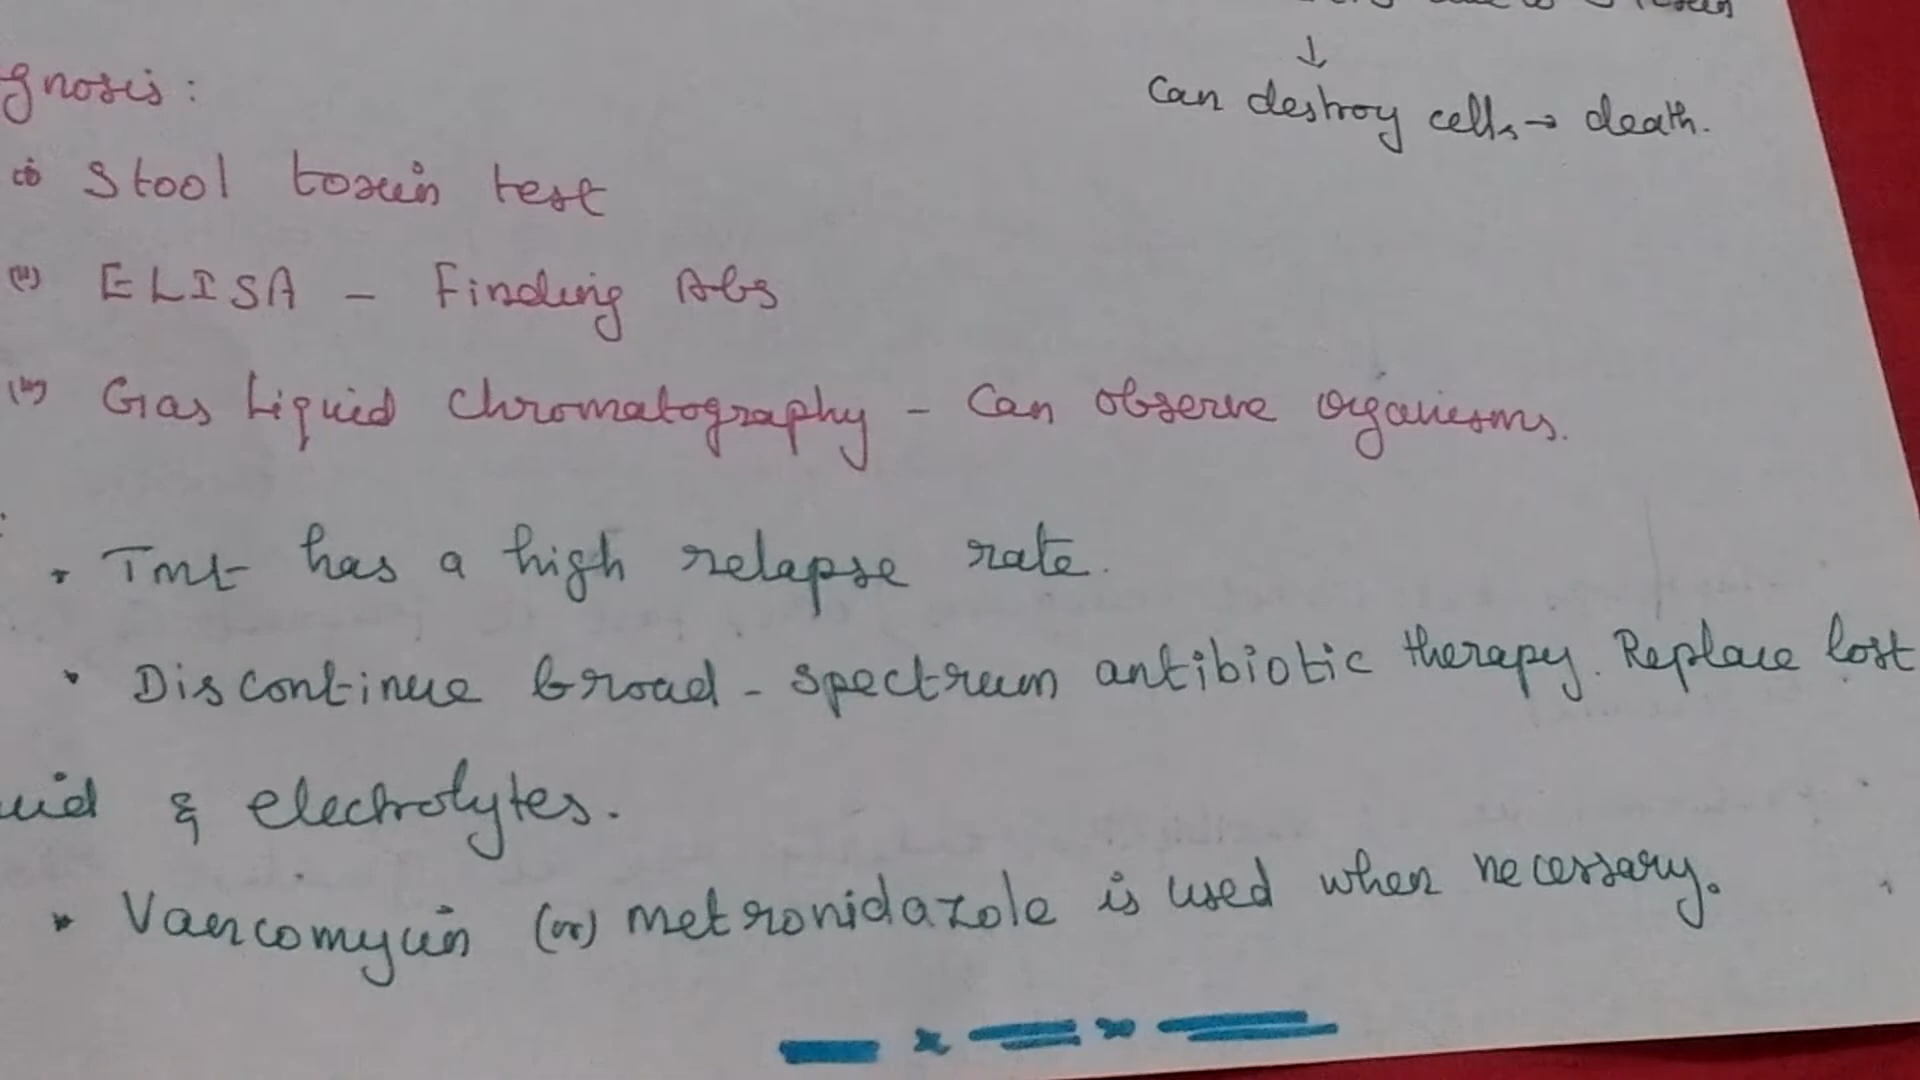 ↓
Can destroy cells → death.
gnosis:
(i) Stool toxin test
(ii) ELISA - Finding Abs
(iii) Gas Liquid Chromatography - Can observe organisms.
* Tmt has a high relapse rate.
* Discontinue broad-spectrum antibiotic therapy. Replace lost
uid & electrolytes.
* Vancomycin (or) metronidazole is used when necessary.